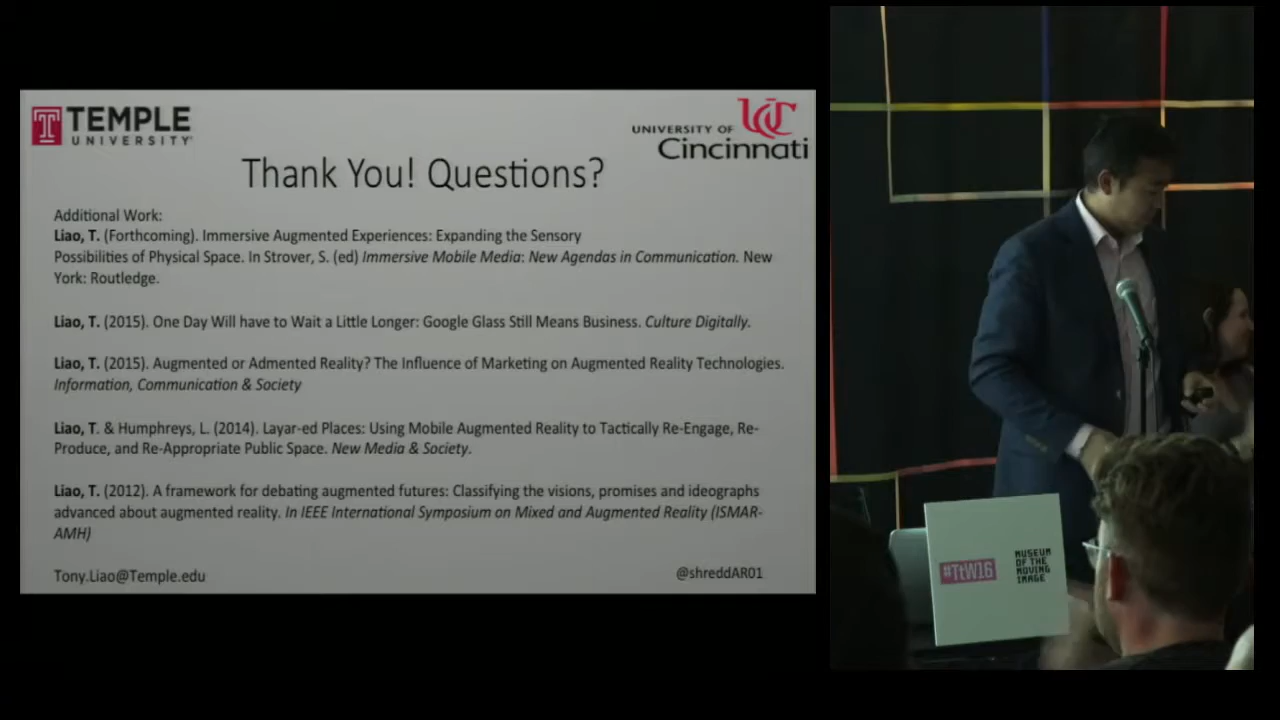 TEMPLE
UNIVERSITY
UC
UNIVERSITY OF
Cincinnati
Thank You! Questions?
Additional Work:
Liao, T. (Forthcoming). Immersive Augmented Experiences: Expanding the Sensory
Possibilities of Physical Space. In Strover, S. (ed) Immersive Mobile Media: New Agendas in Communication. New
York: Routledge.
Liao, T. (2015). One Day Will have to Wait a Little Longer: Google Glass Still Means Business. Culture Digitally.
Liao, T. (2015). Augmented or Admented Reality? The Influence of Marketing on Augmented Reality Technologies.
Information, Communication & Society
Liao, T. & Humphreys, L. (2014). Layar-ed Places: Using Mobile Augmented Reality to Tactically Re-Engage, Re-
Produce, and Re-Appropriate Public Space. New Media & Society.
Liao, T. (2012). A framework for debating augmented futures: Classifying the visions, promises and ideographs
advanced about augmented reality. In IEEE International Symposium on Mixed and Augmented Reality (ISMAR-
AMH)
Tony.Liao@Temple.edu
@shreddAR01
#TtW16
MUSEUM
OF THE
MOVING
IMAGE